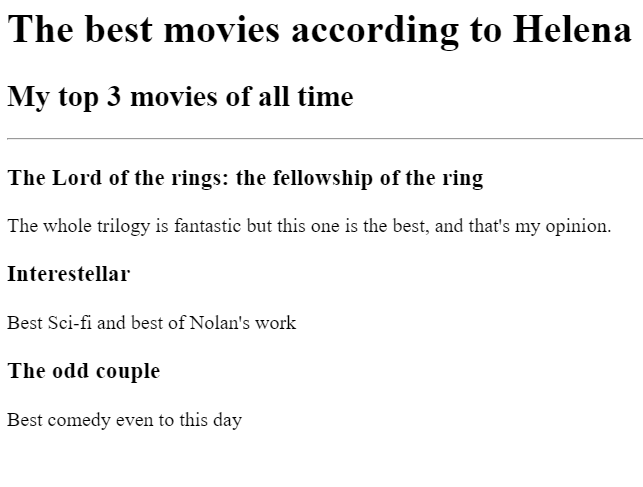 The best movies according to Helena
My top 3 movies of all time
The Lord of the rings: the fellowship of the ring
The whole trilogy is fantastic but this one is the best, and that's my opinion.
Interestellar
Best Sci-fi and best of Nolan's work
The odd couple
Best comedy even to this day